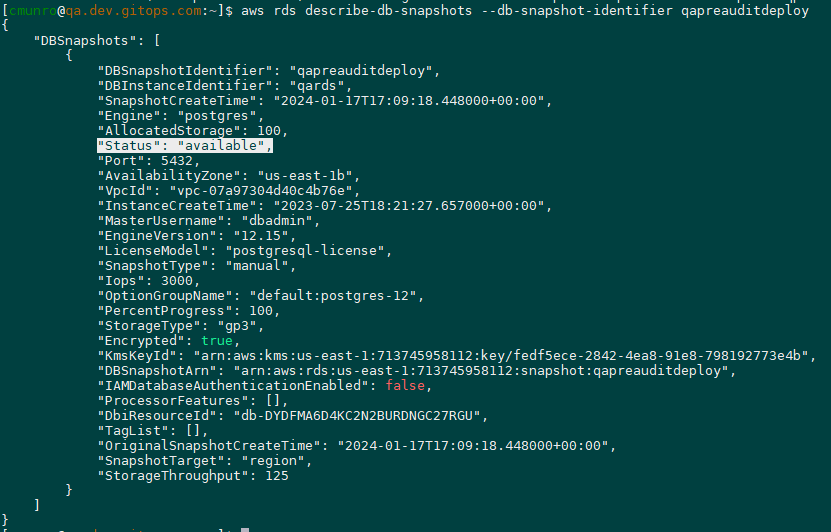 [cmunro@qa.dev.gitops.com:~]$ aws rds describe-db-snapshots --db-snapshot-identifier qapreauditdeploy
{
    "DBSnapshots": [
        {
            "DBSnapshotIdentifier": "qapreauditdeploy",
            "DBInstanceIdentifier": "qards",
            "SnapshotCreateTime": "2024-01-17T17:09:18.448000+00:00",
            "Engine": "postgres",
            "AllocatedStorage": 100,
            "Status": "available",
            "Port": 5432,
            "AvailabilityZone": "us-east-1b",
            "VpcId": "vpc-07a97304d40c4b76e",
            "InstanceCreateTime": "2023-07-25T18:21:27.657000+00:00",
            "MasterUsername": "dbadmin",
            "EngineVersion": "12.15",
            "LicenseModel": "postgresql-license",
            "SnapshotType": "manual",
            "Iops": 3000,
            "OptionGroupName": "default:postgres-12",
            "PercentProgress": 100,
            "StorageType": "gp3",
            "Encrypted": true,
            "KmsKeyId": "arn:aws:kms:us-east-1:713745958112:key/fedf5ece-2842-4ea8-91e8-798192773e4b",
            "DBSnapshotArn": "arn:aws:rds:us-east-1:713745958112:snapshot:qapreauditdeploy",
            "IAMDatabaseAuthenticationEnabled": false,
            "ProcessorFeatures": [],
            "DbiResourceId": "db-DYDFMA6D4KC2N2BURDNGC27RGU",
            "TagList": [],
            "OriginalSnapshotCreateTime": "2024-01-17T17:09:18.448000+00:00",
            "SnapshotTarget": "region",
            "StorageThroughput": 125
        }
    ]
}